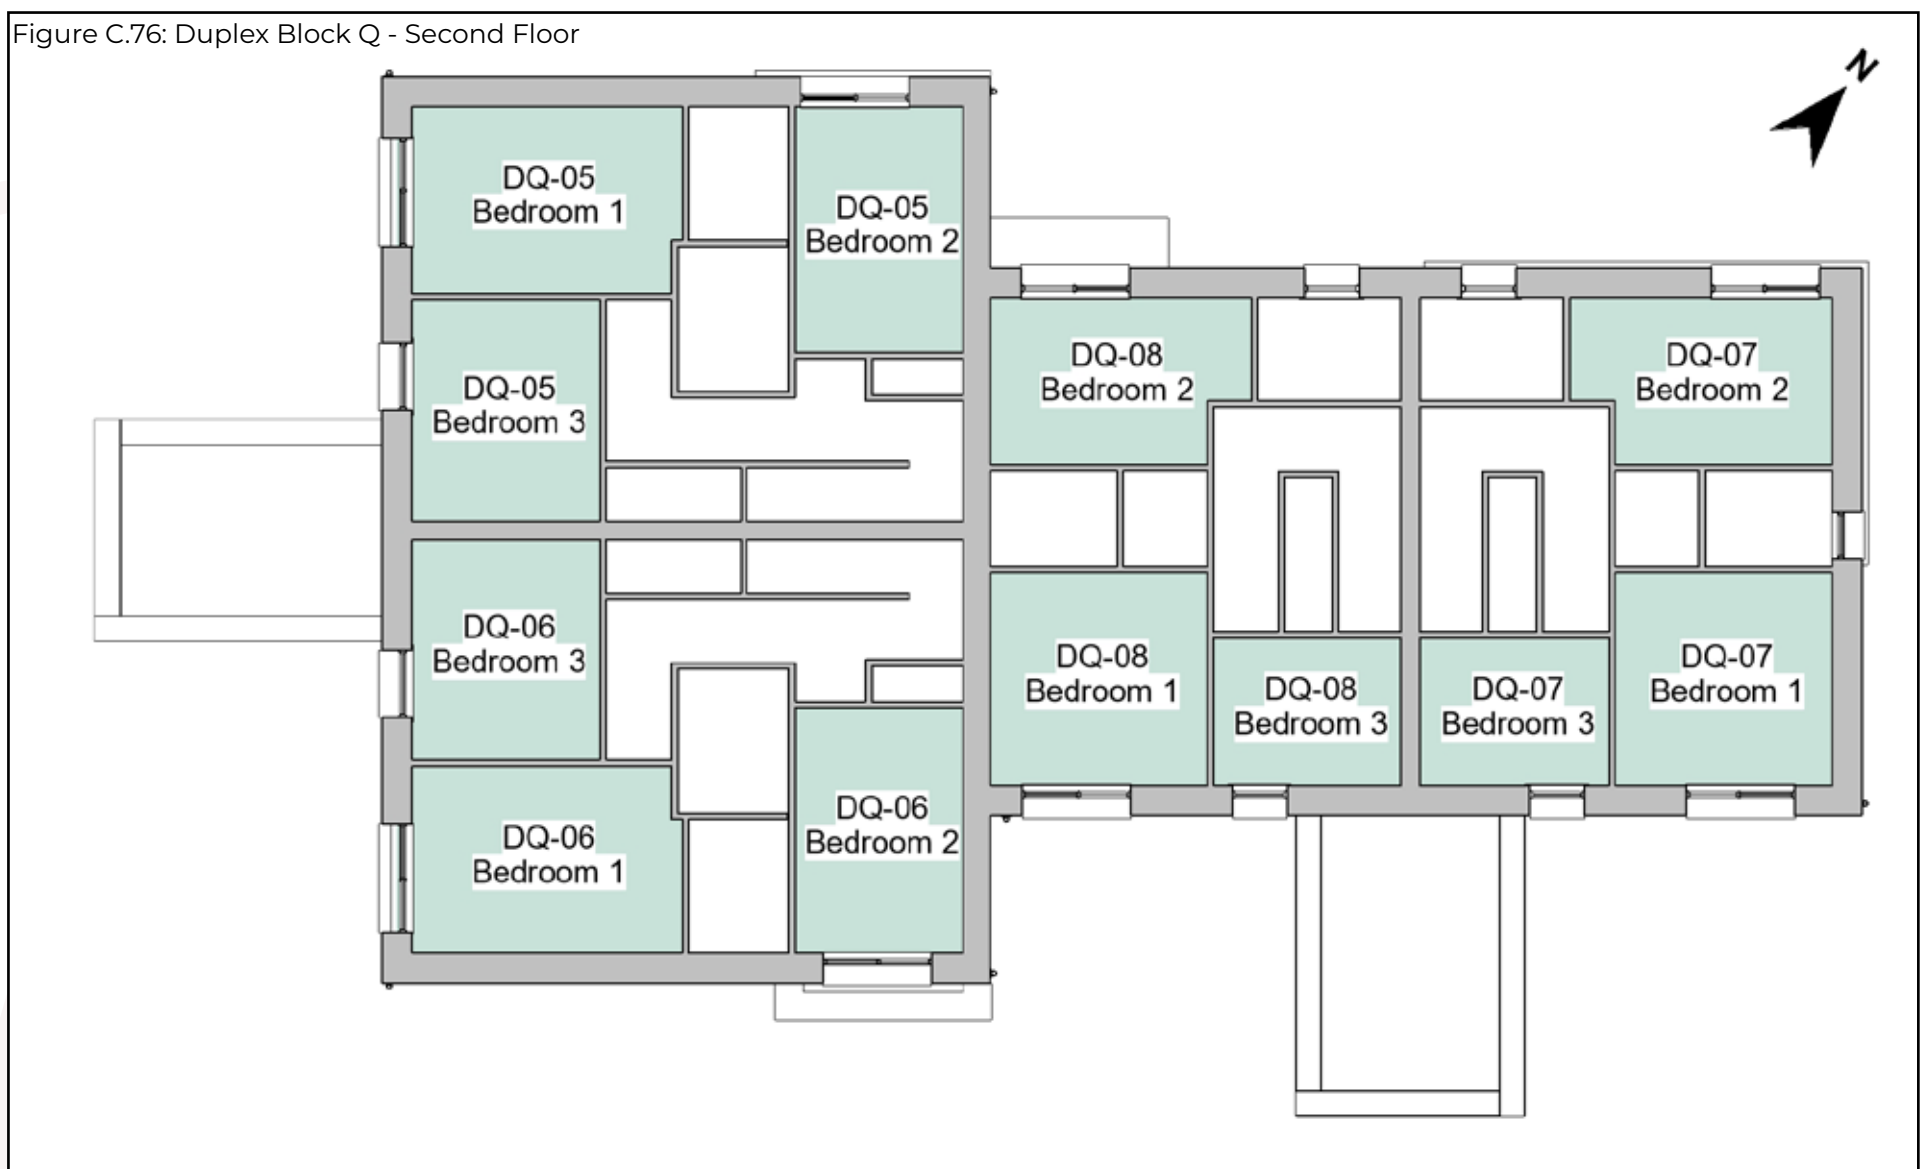 Figure C.76: Duplex Block Q - Second Floor
N
DQ-05
Bedroom 1
DQ-05
Bedroom 2
DQ-05
Bedroom 3
DQ-08
Bedroom 2
DQ-07
Bedroom 2
DQ-06
Bedroom 3
DQ-08
Bedroom 1
DQ-08
Bedroom 3
DQ-07
Bedroom 3
DQ-07
Bedroom 1
DQ-06
Bedroom 1
DQ-06
Bedroom 2